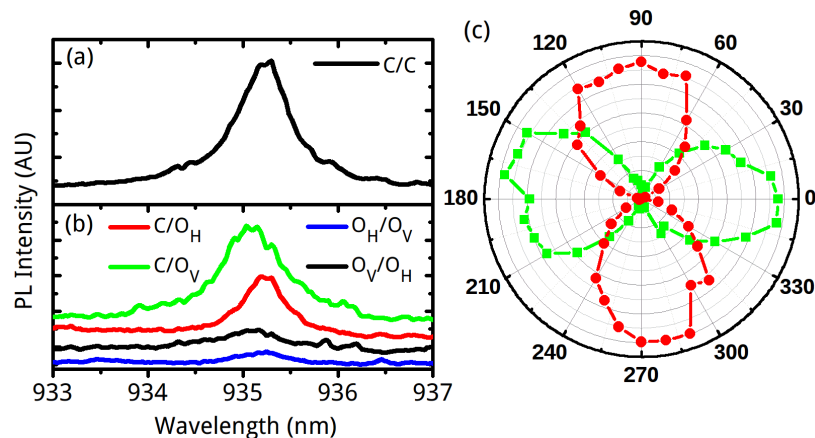 (a)
C/C
PL Intensity (AU)
(b)
C/O_H
O_H/O_V
C/O_V
O_V/O_H
933
934
935
936
937
Wavelength (nm)
(c)
90
120
60
150
30
180
0
210
330
240
300
270